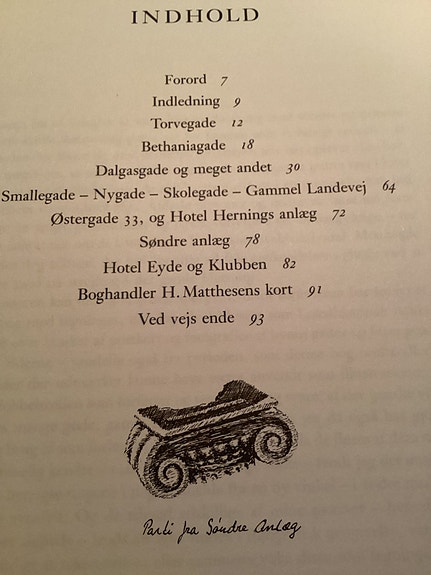 INDHOLD
Forord 7
Indledning 9
Torvegade 12
Bethaniagade 18
Dalgasgade og meget andet 30
Smallegade – Nygade – Skolegade – Gammel Landevej 64
Østergade 33, og Hotel Hernings anlæg 72
Søndre anlæg 78
Hotel Eyde og Klubben 82
Boghandler H. Matthesens kort 91
Ved vejs ende 93
Parti fra Søndre Anlæg